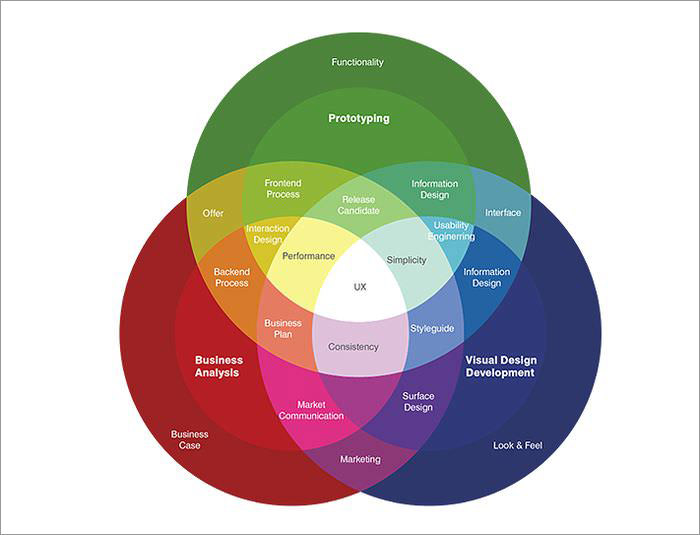 Functionality
Prototyping
Frontend
Process
Information
Design
Release
Candidate
Offer
Interface
Interaction
Design
Usability
Enginerring
Performance
Simplicity
Backend
Process
UX
Information
Design
Business
Plan
Styleguide
Consistency
Business
Analysis
Visual Design
Development
Market
Communication
Surface
Design
Business
Case
Look & Feel
Marketing